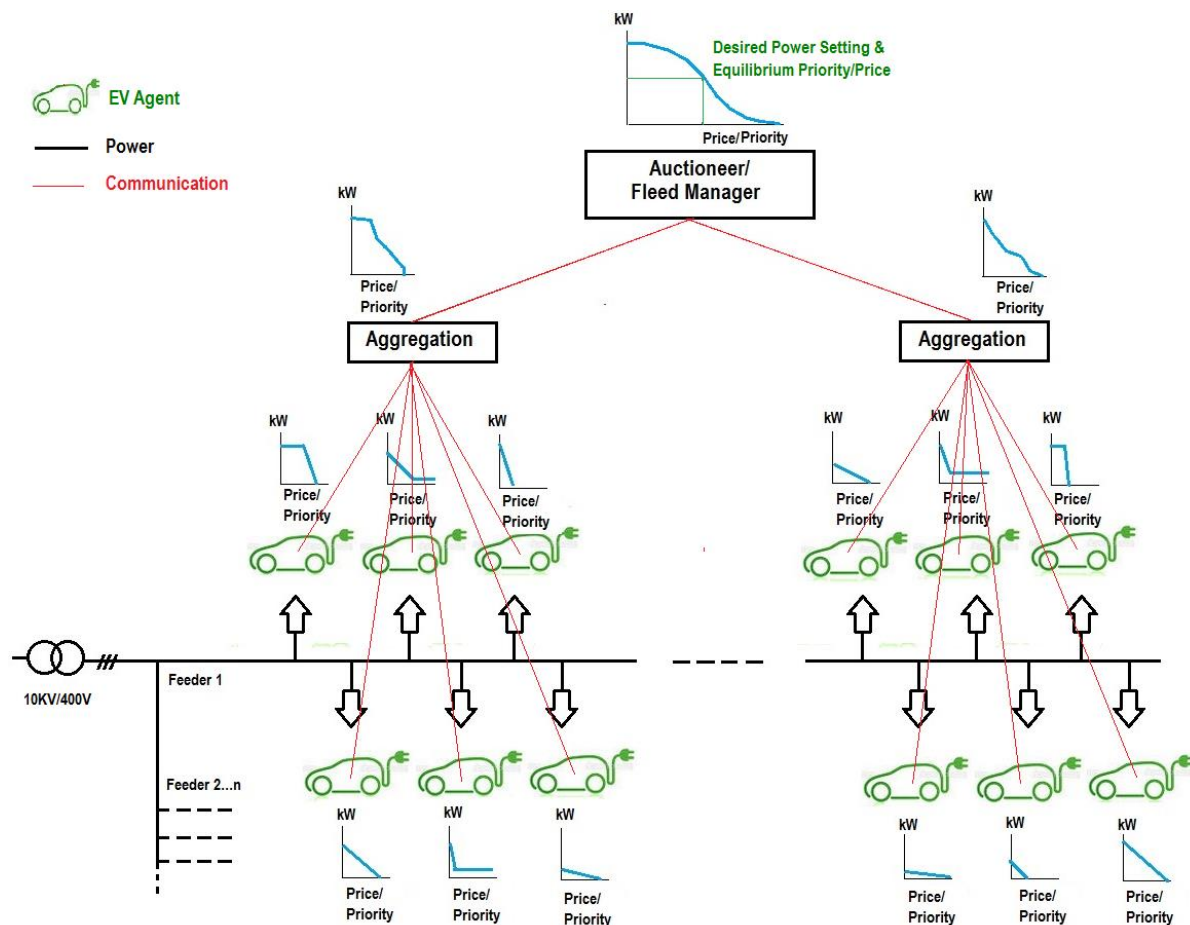 kW
Desired Power Setting &
Equilibrium Priority/Price
Price/Priority
EV Agent
Power
Communication
Auctioneer/
Fleed Manager
kW
Price/
Priority
kW
Price/
Priority
Aggregation
Aggregation
kW
Price/
Priority
kW
Price/
Priority
kW
Price/
Priority
kW
Price/
Priority
kW
Price/
Priority
kW
Price/
Priority
10KV/400V
Feeder 1
Feeder 2...n
kW
Price/
Priority
kW
Price/
Priority
kW
Price/
Priority
kW
Price/
Priority
kW
Price/
Priority
kW
Price/
Priority